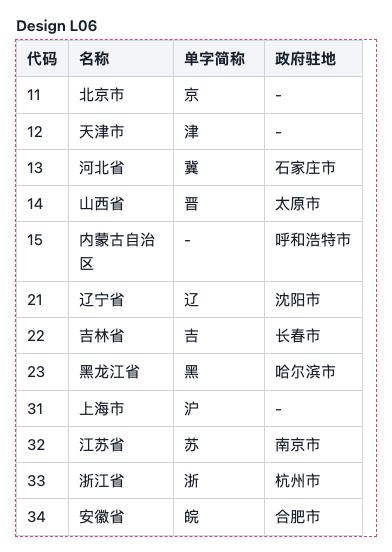 Design L06
代码 名称 单字简称 政府驻地
11 北京市 京 -
12 天津市 津 -
13 河北省 冀 石家庄市
14 山西省 晋 太原市
15 内蒙古自治 - 呼和浩特市
区
21 辽宁省 辽 沈阳市
22 吉林省 吉 长春市
23 黑龙江省 黑 哈尔滨市
31 上海市 沪 -
32 江苏省 苏 南京市
33 浙江省 浙 杭州市
34 安徽省 皖 合肥市